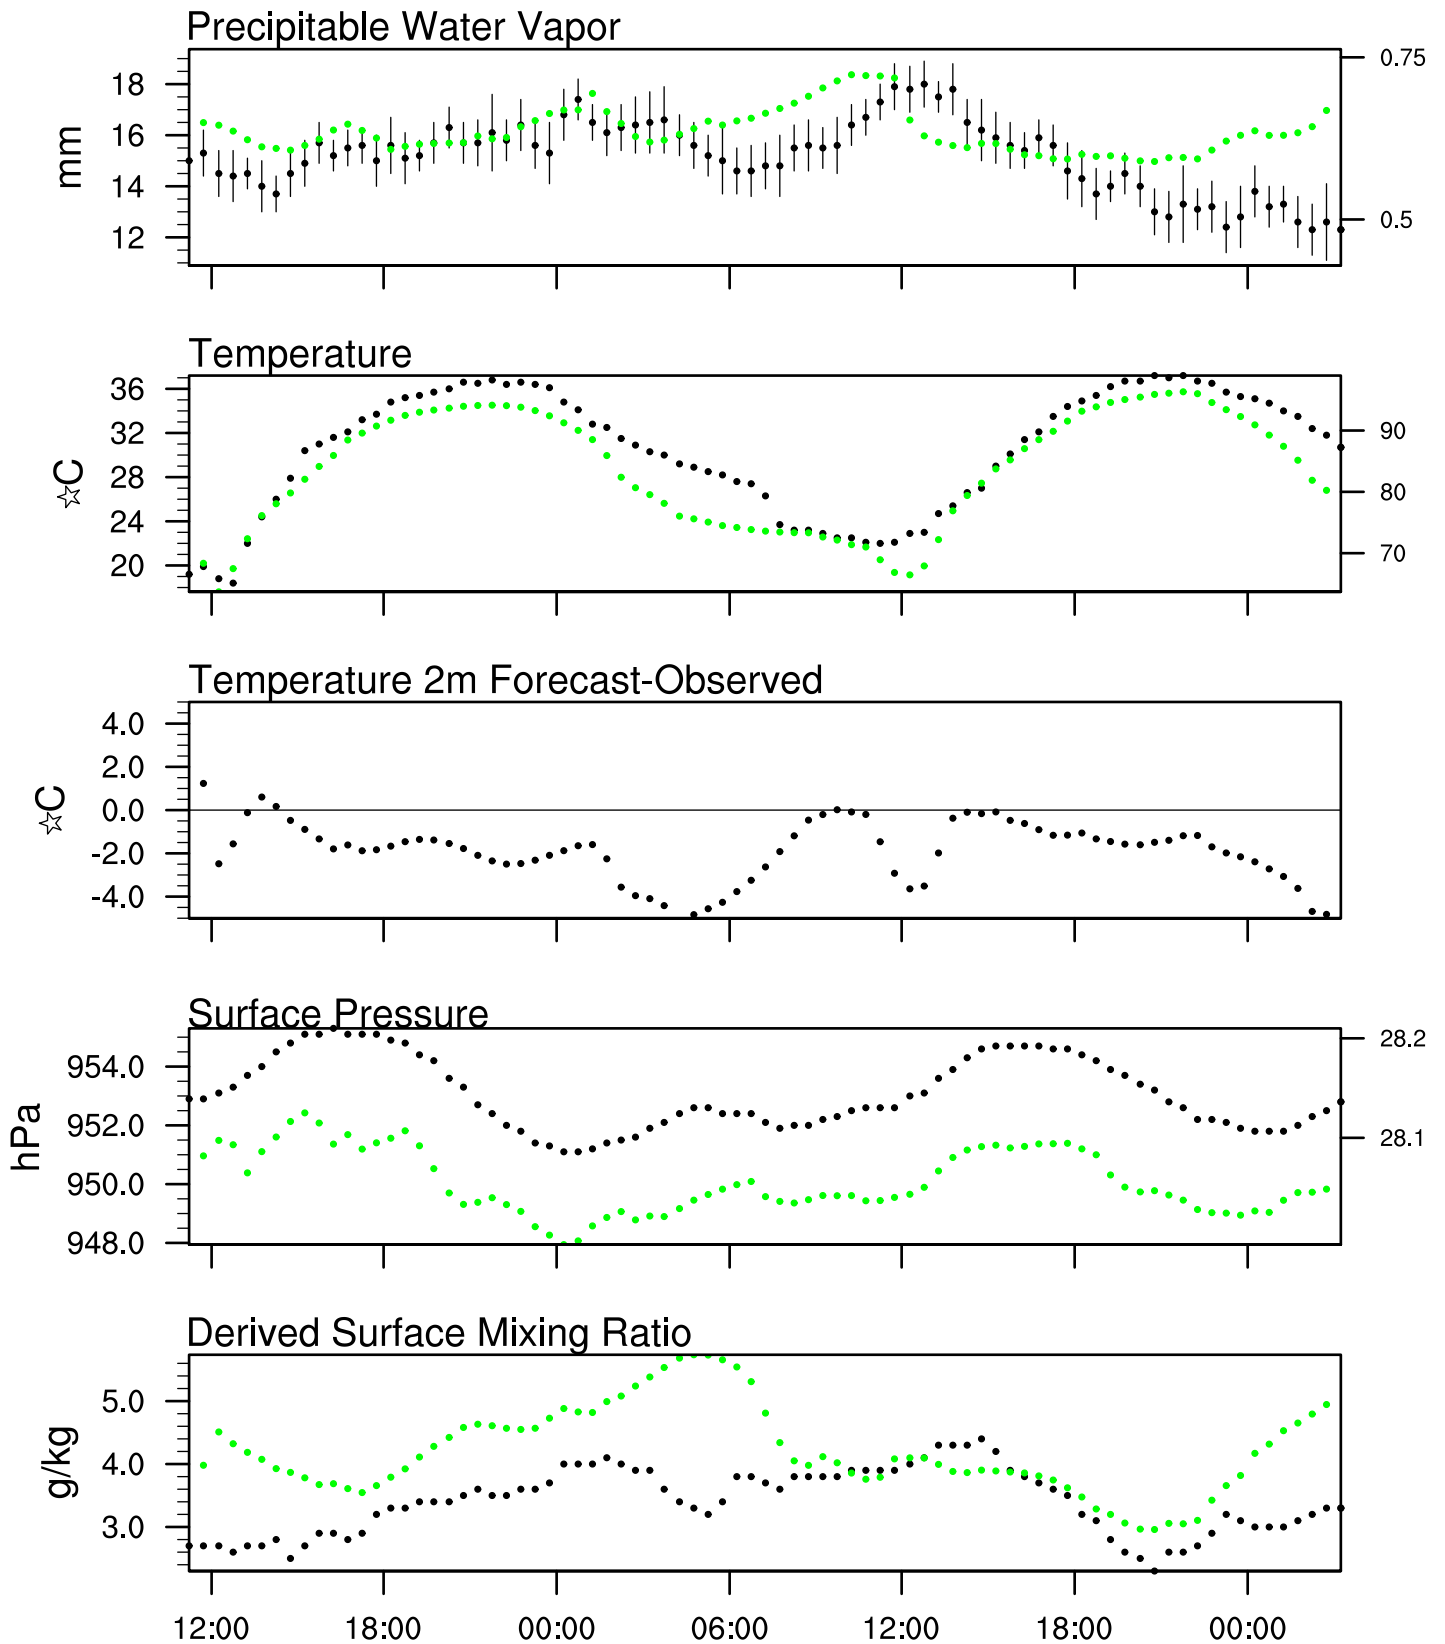 Precipitable Water Vapor
18
16
14
12
mm
0.75
0.5
Temperature
36
32
28
24
20
☆C
90
80
70
Temperature 2m Forecast-Observed
4.0
2.0
0.0
-2.0
-4.0
☆C
Surface Pressure
954.0
952.0
950.0
948.0
hPa
28.2
28.1
Derived Surface Mixing Ratio
5.0
4.0
3.0
g/kg
12:00 18:00 00:00 06:00 12:00 18:00 00:00